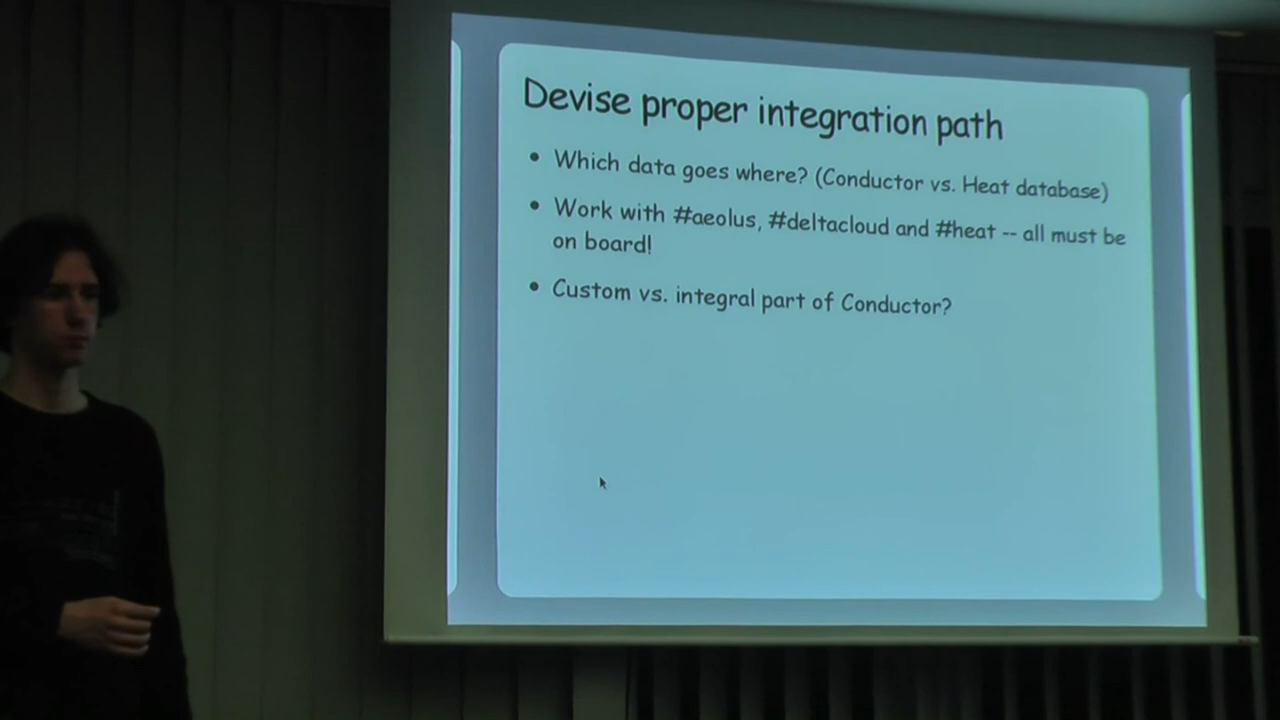 Devise proper integration path
• Which data goes where? (Conductor vs. Heat database)
• Work with #aeolus, #deltacloud and #heat -- all must be
on board!
• Custom vs. integral part of Conductor?